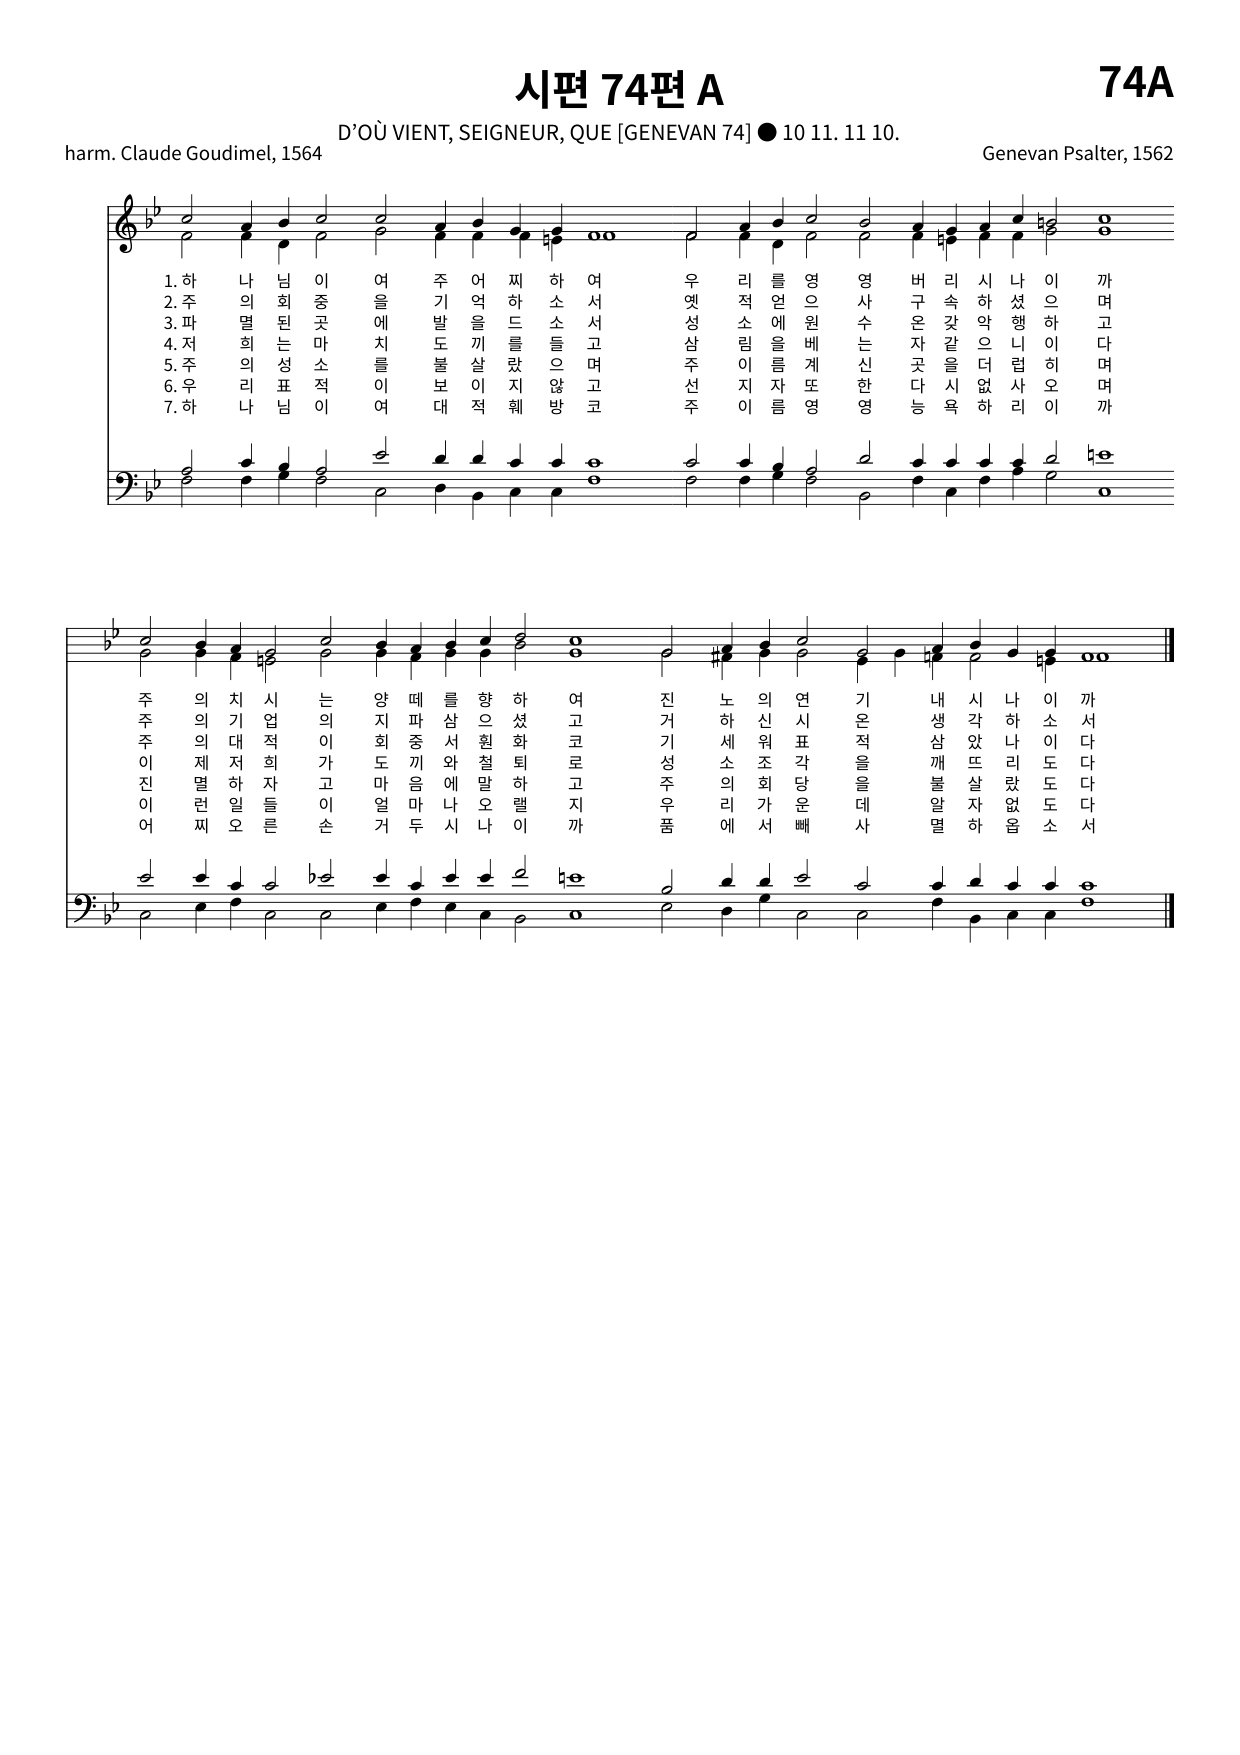 시편 74편 A
74A
D’OÙ VIENT, SEIGNEUR, QUE [GENEVAN 74] ● 10 11. 11 10.
harm. Claude Goudimel, 1564
Genevan Psalter, 1562
1. 하 나 님 이 여 주 어 찌 하 여 우 리 를 영 영 버 리 시 나 이 까
2. 주 의 회 중 을 기 억 하 소 서 옛 적 얻 으 사 구 속 하 셨 으 며
3. 파 멸 된 곳 에 발 을 드 소 서 성 소 에 원 수 온 갖 악 행 하 고
4. 저 희 는 마 치 도 끼 를 들 고 삼 림 을 베 는 자 같 으 니 이 다
5. 주 의 성 소 를 불 살 랐 으 며 주 이 름 계 신 곳 을 더 럽 히 며
6. 우 리 표 적 이 보 이 지 않 고 선 지 자 또 한 다 시 없 사 오 며
7. 하 나 님 이 여 대 적 훼 방 코 주 이 름 영 영 능 욕 하 리 이 까
주 의 치 시 는 양 떼 를 향 하 여 진 노 의 연 기 내 시 나 이 까
주 의 기 업 의 지 파 삼 으 셨 고 거 하 신 시 온 생 각 하 소 서
주 의 대 적 이 회 중 서 훤 화 코 기 세 워 표 적 삼 았 나 이 다
이 제 저 희 가 도 끼 와 철 퇴 로 성 소 조 각 을 깨 뜨 리 도 다
진 멸 하 자 고 마 음 에 말 하 고 주 의 회 당 을 불 살 랐 도 다
이 런 일 들 이 얼 마 나 오 랠 지 우 리 가 운 데 알 자 없 도 다
어 찌 오 른 손 거 두 시 나 이 까 품 에 서 빼 사 멸 하 옵 소 서